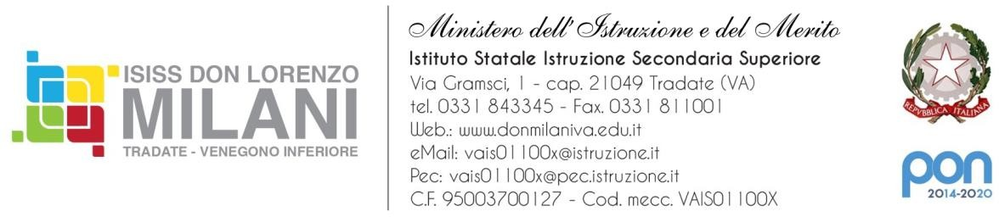 ISISS DON LORENZO
MILANI
TRADATE - VENEGONO INFERIORE
Ministero dell'Istruzione e del Merito
Istituto Statale Istruzione Secondaria Superiore
Via Gramsci, 1 - cap. 21049 Tradate (VA)
tel. 0331 843345 - Fax. 0331 811001
Web.: www.donmilaniva.edu.it
eMail: vais01100x@istruzione.it
Pec: vais01100x@pec.istruzione.it
C.F. 95003700127 - Cod. mecc. VAIS01100X
REPVBBLICA ITALIANA
pon
2014-2020